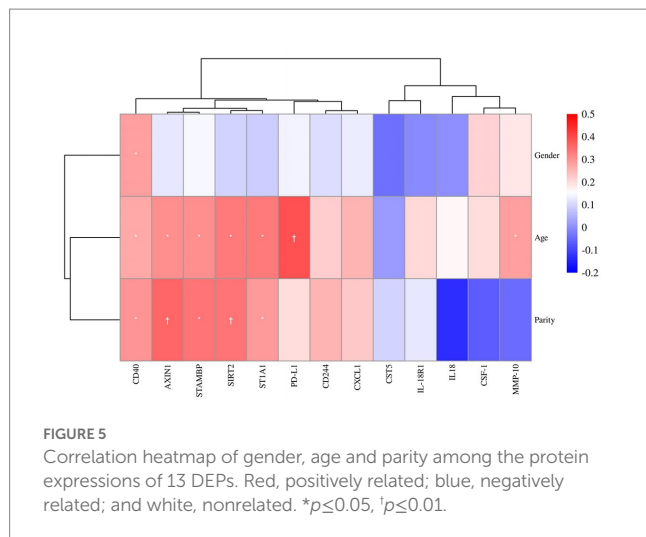 0.5
0.4
0.3
0.2
0.1
0
-0.1
-0.2
* Gender
* * * * * † * Age
* † * † * Parity
CD40 AXIN1 STAMBP SIRT2 ST1A1 PD-L1 CD244 CXCL1 CST5 IL-18R1 IL18 CSF-1 MMP-10
FIGURE 5
Correlation heatmap of gender, age and parity among the protein
expressions of 13 DEPs. Red, positively related; blue, negatively
related; and white, nonrelated. *p≤0.05, †p≤0.01.